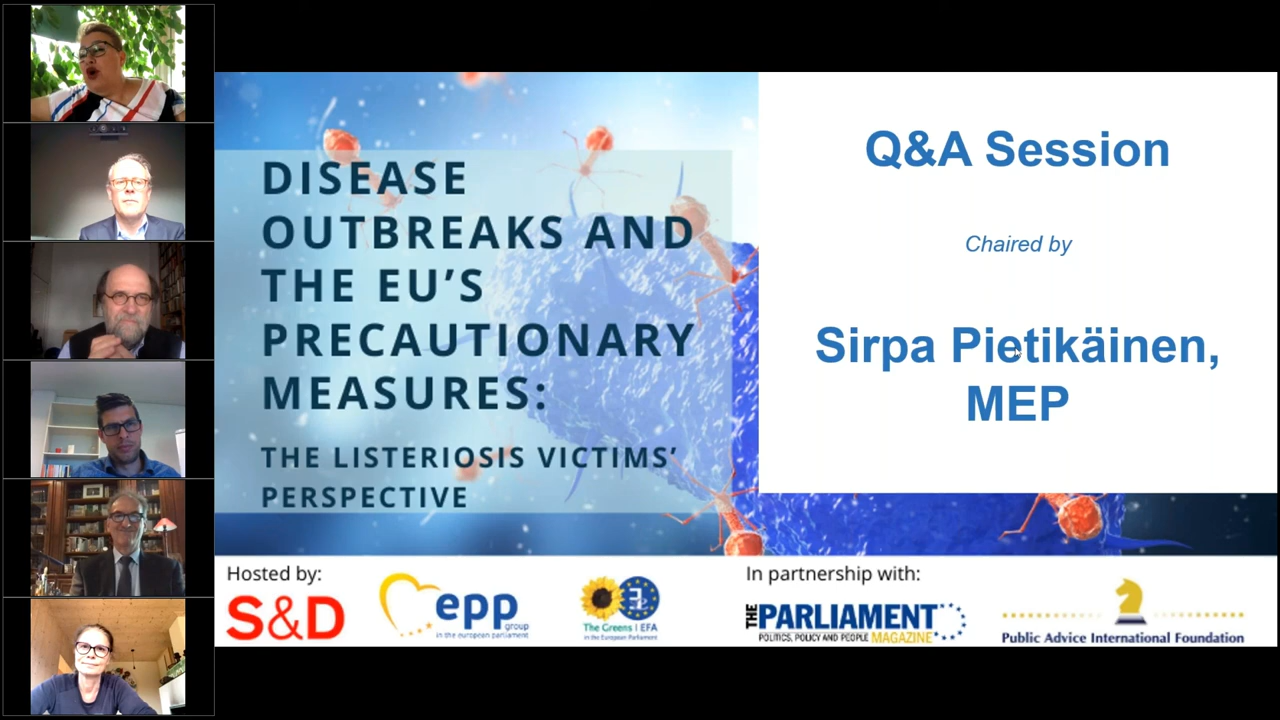 DISEASE
OUTBREAKS AND
THE EU'S
PRECAUTIONARY
MEASURES:
THE LISTERIOSIS VICTIMS'
PERSPECTIVE
Q&A Session
Chaired by
Sirpa Pietikäinen,
MEP
Hosted by:
S&D
epp
group
in the european parliament
The Greens | EFA
in the European Parliament
In partnership with:
THE PARLIAMENT
POLITICS, POLICY AND PEOPLE MAGAZINE
Public Advice International Foundation